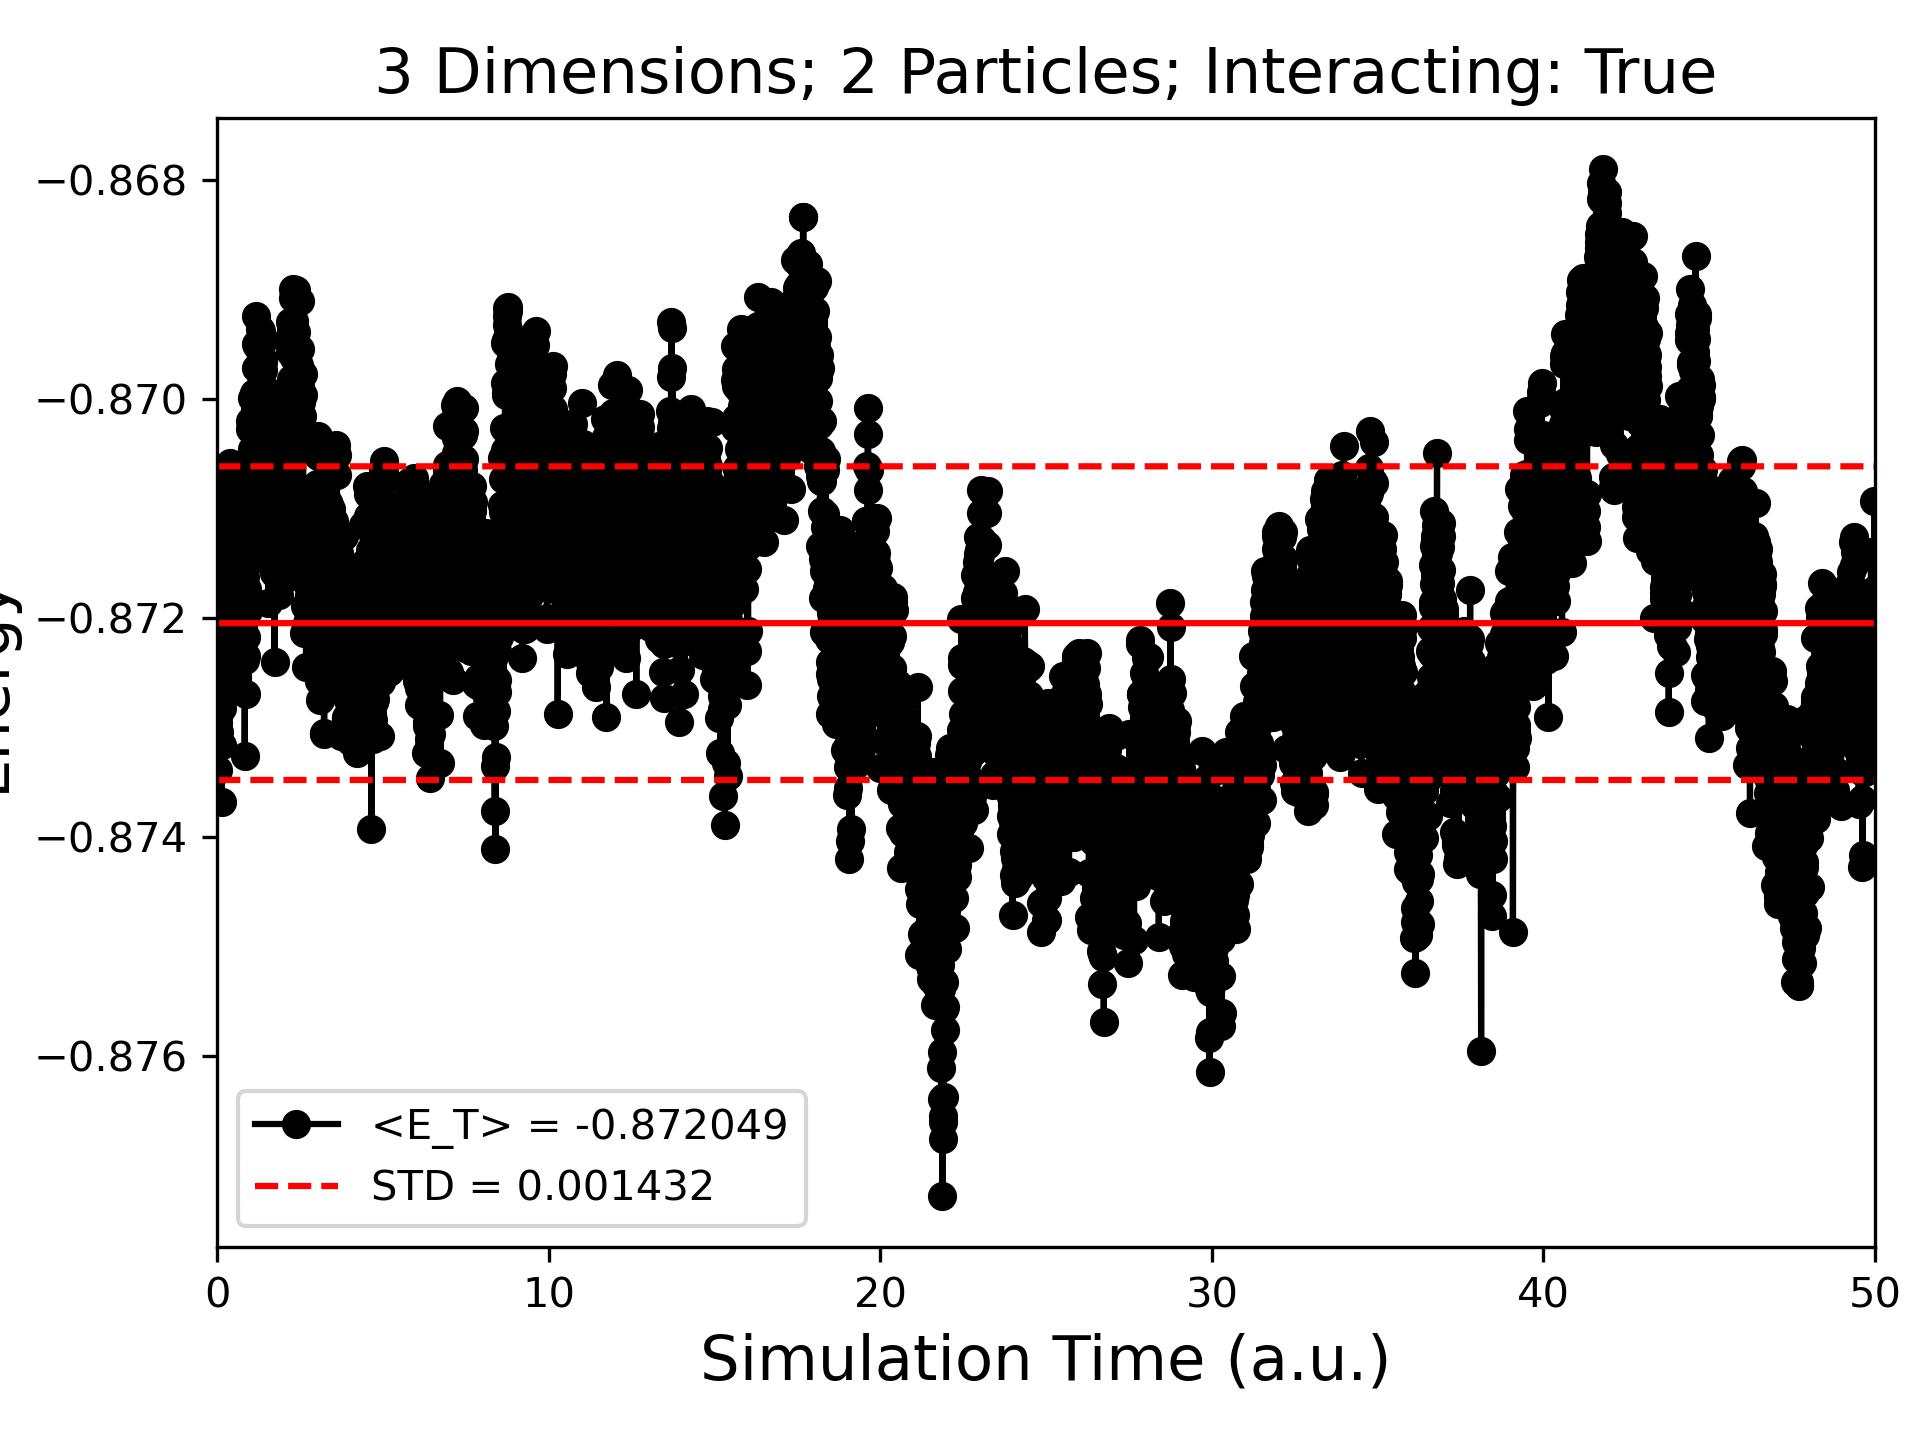 3 Dimensions; 2 Particles; Interacting: True
Energy
−0.868
−0.870
−0.872
−0.874
−0.876
<E_T> = -0.872049
STD = 0.001432
0 10 20 30 40 50
Simulation Time (a.u.)